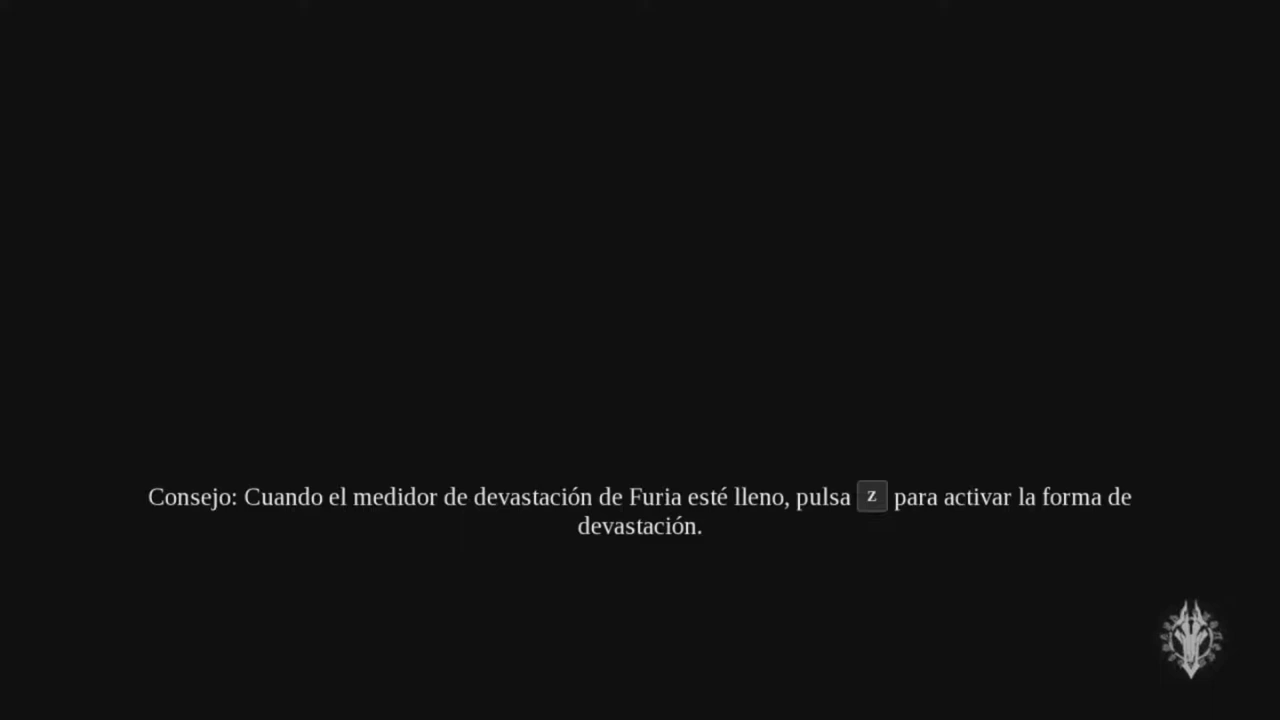 Consejo: Cuando el medidor de devastación de Furia esté lleno, pulsa Z para activar la forma de
devastación.